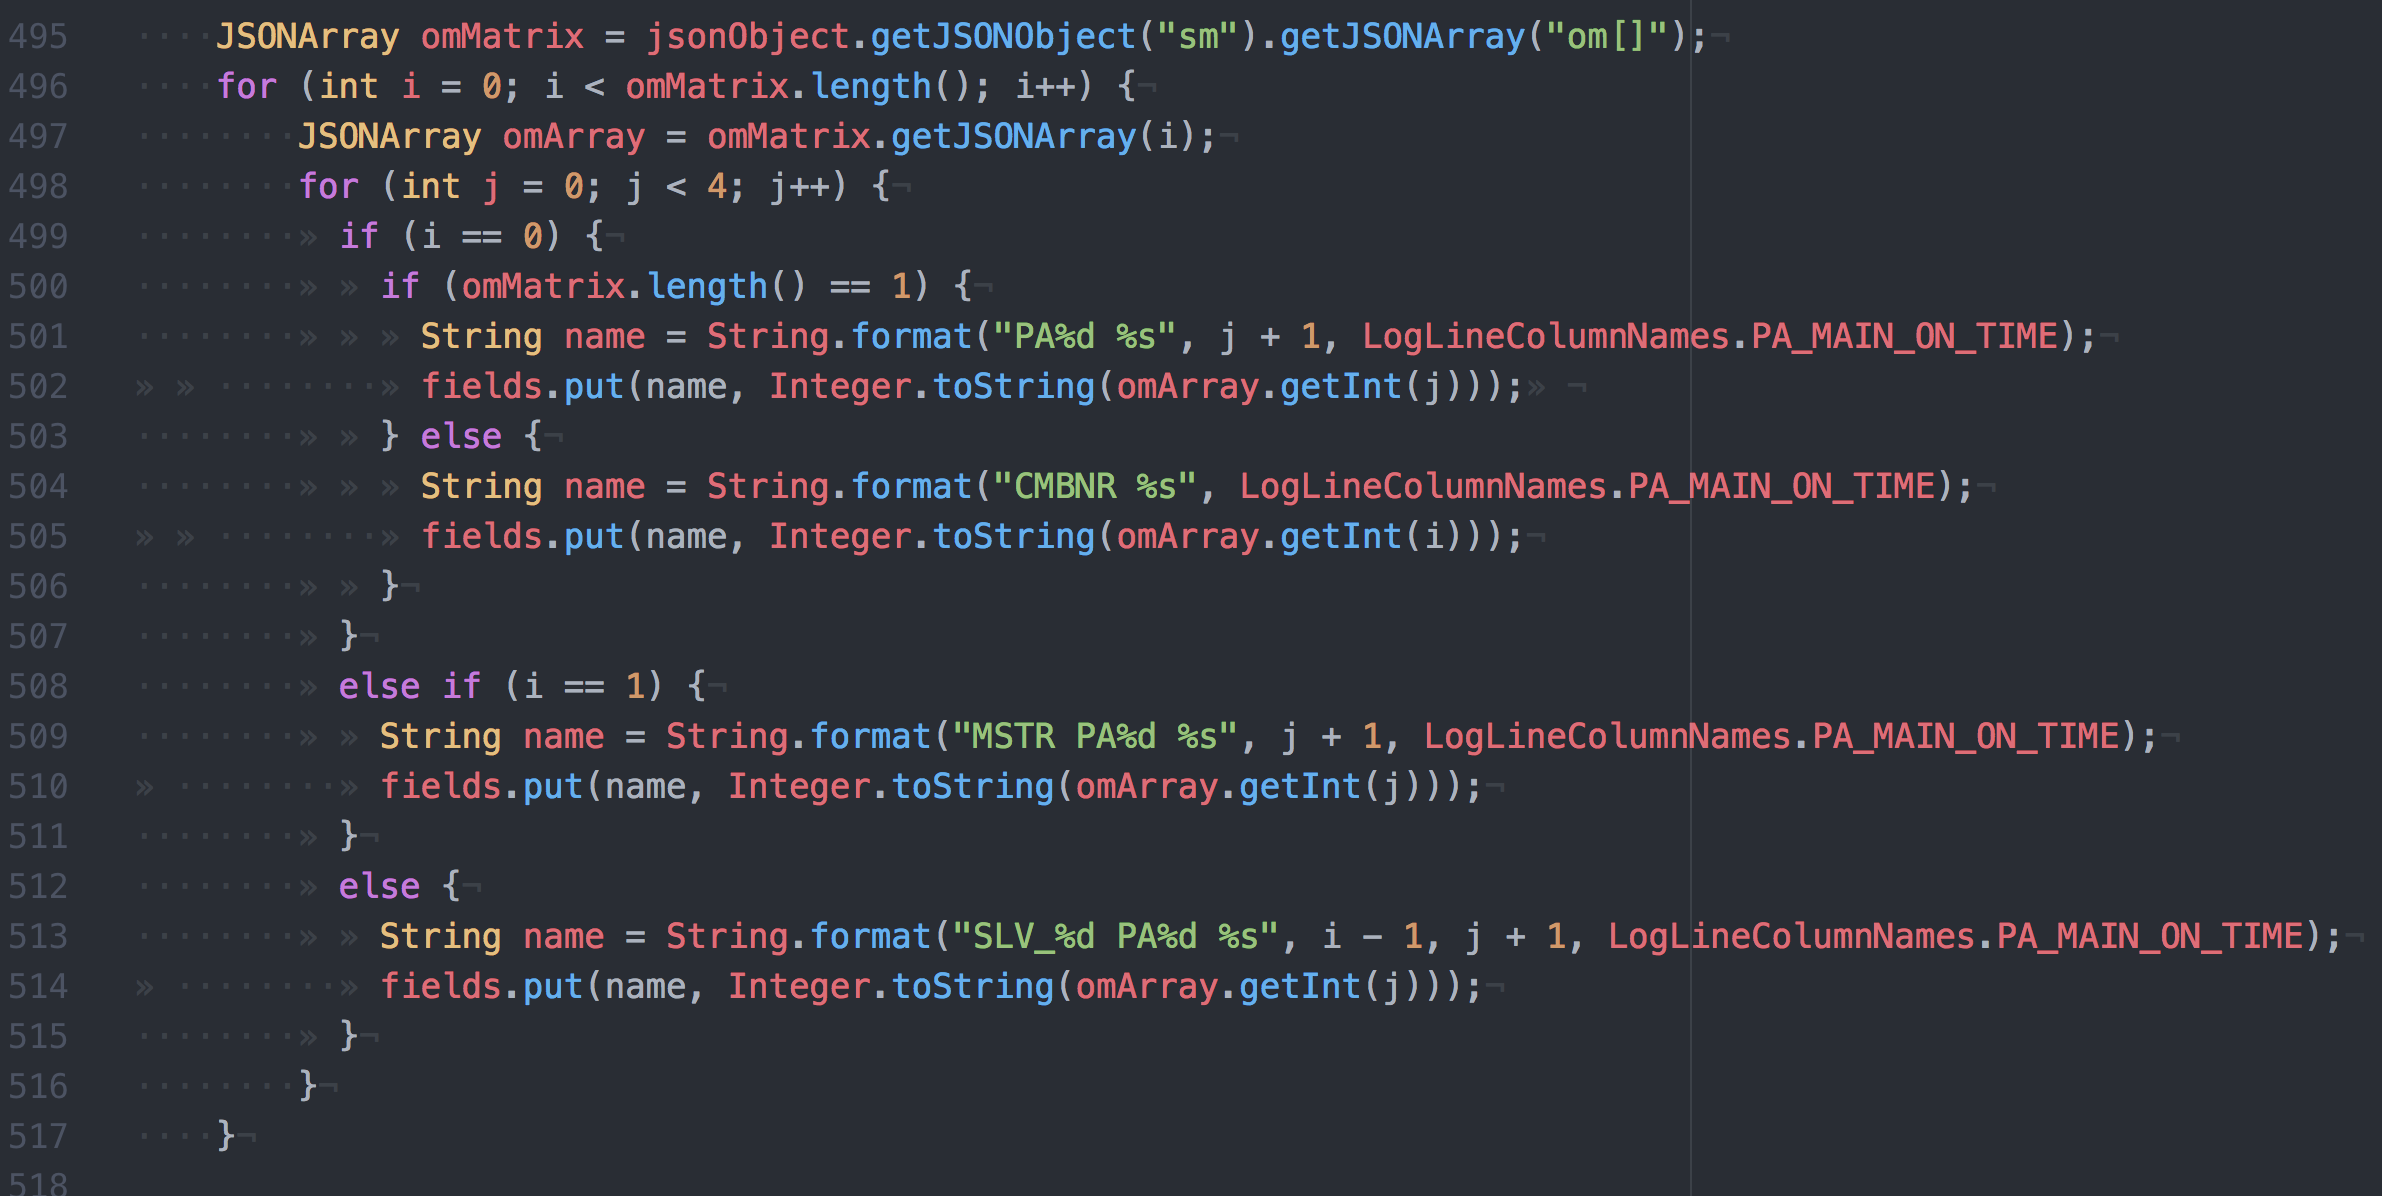 495 JSONArray omMatrix = jsonObject.getJSONObject("sm").getJSONArray("om[]");¬
496 for (int i = 0; i < omMatrix.length(); i++) {¬
497 JSONArray omArray = omMatrix.getJSONArray(i);¬
498 for (int j = 0; j < 4; j++) {¬
499 » if (i == 0) {¬
500 » » if (omMatrix.length() == 1) {¬
501 » » » String name = String.format("PA%d %s", j + 1, LogLineColumnNames.PA_MAIN_ON_TIME);¬
502 » » » fields.put(name, Integer.toString(omArray.getInt(j)));» ¬
503 » » } else {¬
504 » » » String name = String.format("CMBNR %s", LogLineColumnNames.PA_MAIN_ON_TIME);¬
505 » » » fields.put(name, Integer.toString(omArray.getInt(i)));¬
506 » » }¬
507 » }¬
508 » else if (i == 1) {¬
509 » » String name = String.format("MSTR PA%d %s", j + 1, LogLineColumnNames.PA_MAIN_ON_TIME);¬
510 » » fields.put(name, Integer.toString(omArray.getInt(j)));¬
511 » }¬
512 » else {¬
513 » » String name = String.format("SLV_%d PA%d %s", i - 1, j + 1, LogLineColumnNames.PA_MAIN_ON_TIME);¬
514 » » fields.put(name, Integer.toString(omArray.getInt(j)));¬
515 » }¬
516 }¬
517 }¬
518